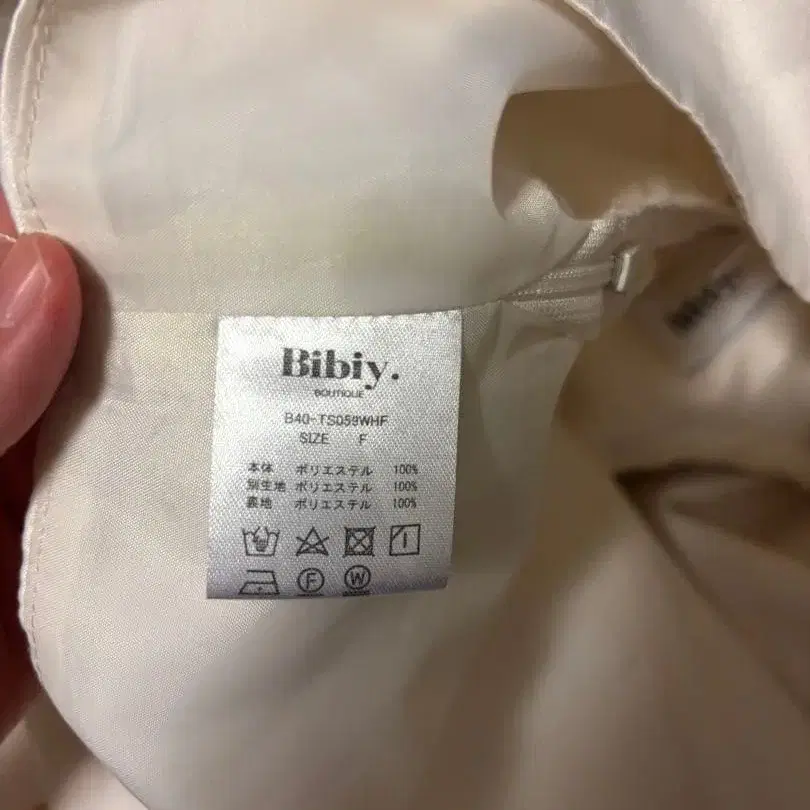 Bibiy.
BOUTIQUE
B40-TS059WHF
SIZE F
本体 ポリエステル 100%
別生地 ポリエステル 100%
裏地 ポリエステル 100%
F W